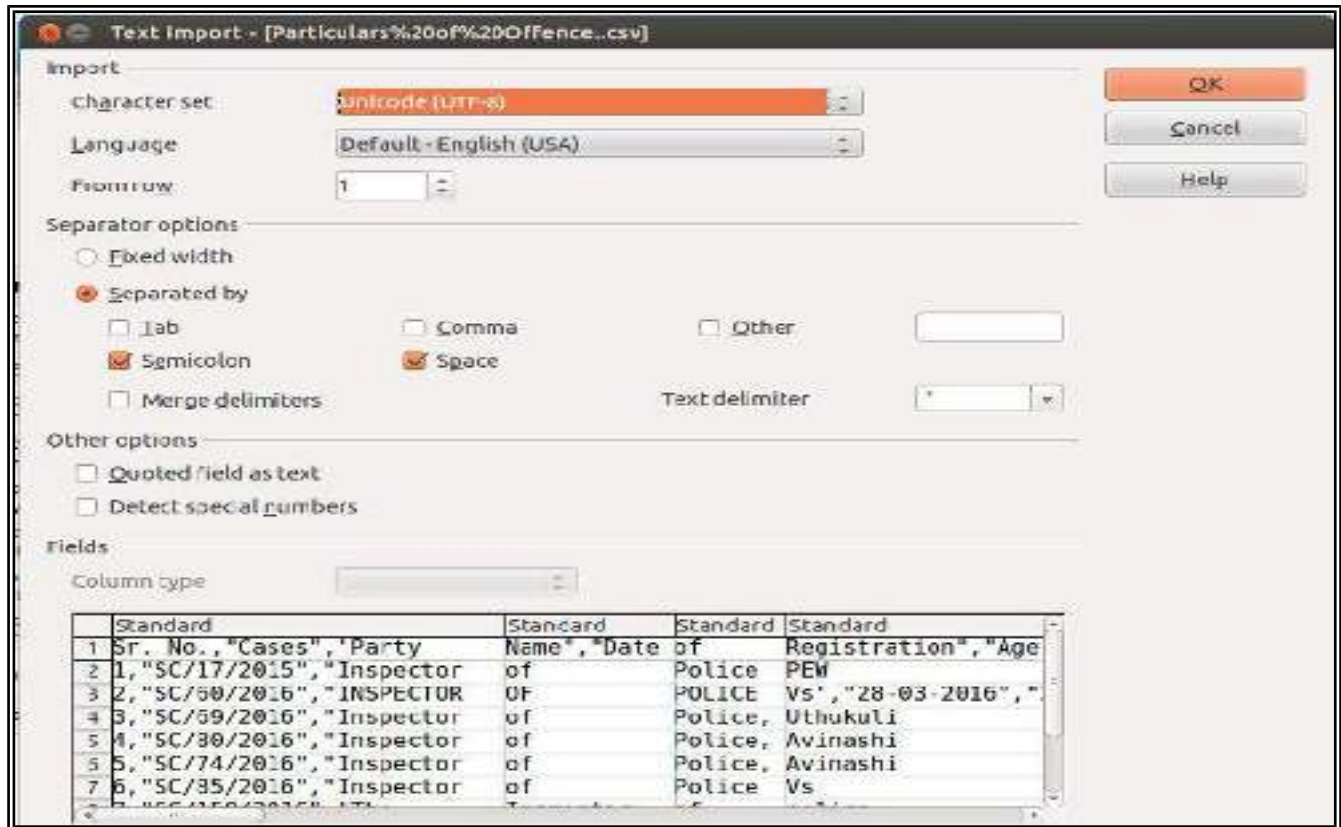 Text Import - [Particulars%20of%20Offence..csv]
Import
OK
Character set Unicode (UTF-8)
Cancel
Language Default - English (USA)
Help
From row 1
Separator options
Fixed width
Separated by
Tab Comma Other
Semicolon Space
Merge delimiters Text delimiter "
Other options
Quoted field as text
Detect special numbers
Fields
Column type
Standard Standard Standard Standard
1 Sr. No.,"Cases","Party Name","Date of Registration","Age
2 1,"SC/17/2015","Inspector of Police PEW
3 2,"SC/60/2016","INSPECTOR OF POLICE Vs","28-03-2016",".
4 3,"SC/69/2016","Inspector of Police, Uthukuli
5 4,"SC/80/2016","Inspector of Police, Avinashi
6 5,"SC/74/2016","Inspector of Police, Avinashi
7 6,"SC/85/2016","Inspector of Police Vs